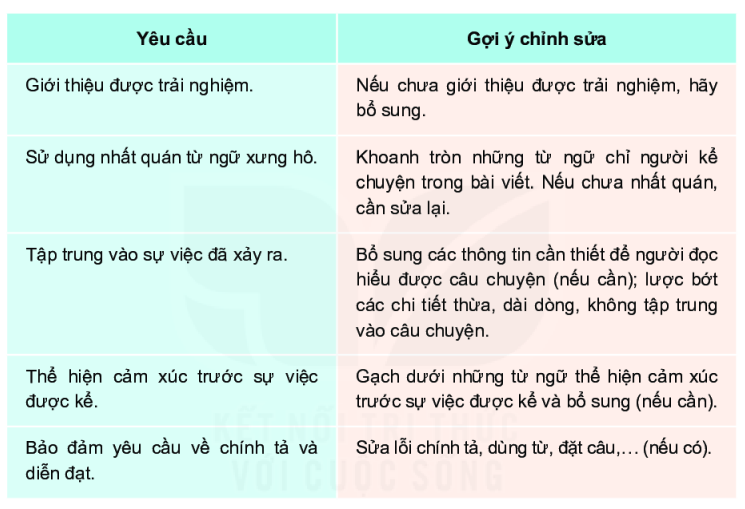 Yêu cầu
Gợi ý chỉnh sửa
Giới thiệu được trải nghiệm.
Nếu chưa giới thiệu được trải nghiệm, hãy
bổ sung.
Sử dụng nhất quán từ ngữ xưng hô.
Khoanh tròn những từ ngữ chỉ người kể
chuyện trong bài viết. Nếu chưa nhất quán,
cần sửa lại.
Tập trung vào sự việc đã xảy ra.
Bổ sung các thông tin cần thiết để người đọc
hiểu được câu chuyện (nếu cần); lược bớt
các chi tiết thừa, dài dòng, không tập trung
vào câu chuyện.
Thể hiện cảm xúc trước sự việc
được kể.
Gạch dưới những từ ngữ thể hiện cảm xúc
trước sự việc được kể và bổ sung (nếu cần).
Bảo đảm yêu cầu về chính tả và
diễn đạt.
Sửa lỗi chính tả, dùng từ, đặt câu,... (nếu có).
KẾT NỐI TRI THỨC
VỚI CUỘC SỐNG